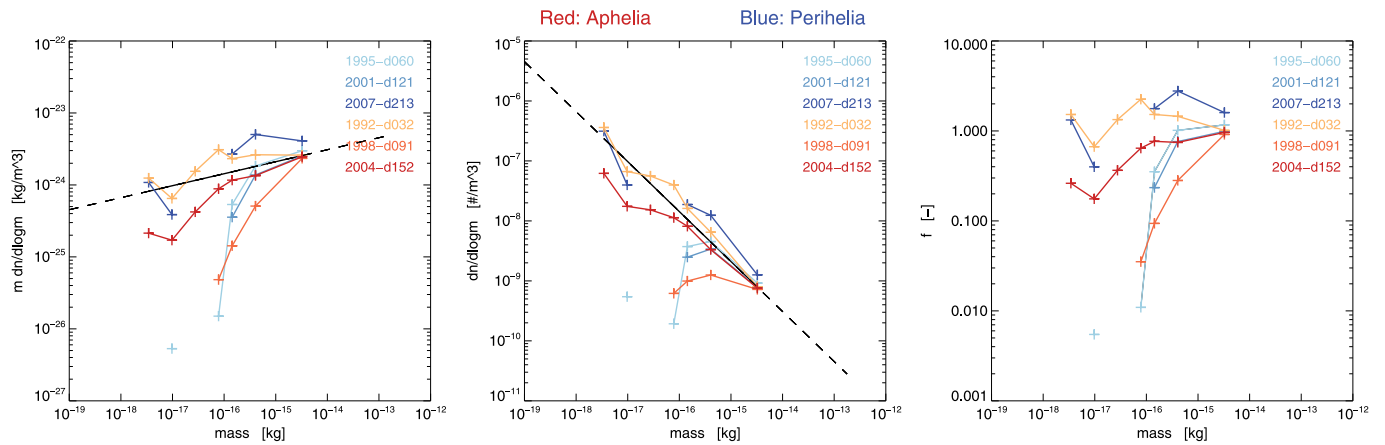 Red: Aphelia Blue: Perihelia
10⁻²²
10⁻²³
10⁻²⁴
10⁻²⁵
10⁻²⁶
10⁻²⁷
m dn/dlogm [kg/m^3]
1995-d060
2001-d121
2007-d213
1992-d032
1998-d091
2004-d152
10⁻¹⁹ 10⁻¹⁸ 10⁻¹⁷ 10⁻¹⁶ 10⁻¹⁵ 10⁻¹⁴ 10⁻¹³ 10⁻¹²
mass [kg]
10⁻⁵
10⁻⁶
10⁻⁷
10⁻⁸
10⁻⁹
10⁻¹⁰
10⁻¹¹
dn/dlogm [#/m^3]
1995-d060
2001-d121
2007-d213
1992-d032
1998-d091
2004-d152
10⁻¹⁹ 10⁻¹⁸ 10⁻¹⁷ 10⁻¹⁶ 10⁻¹⁵ 10⁻¹⁴ 10⁻¹³ 10⁻¹²
mass [kg]
10.000
1.000
0.100
0.010
0.001
f [-]
1995-d060
2001-d121
2007-d213
1992-d032
1998-d091
2004-d152
10⁻¹⁹ 10⁻¹⁸ 10⁻¹⁷ 10⁻¹⁶ 10⁻¹⁵ 10⁻¹⁴ 10⁻¹³ 10⁻¹²
mass [kg]